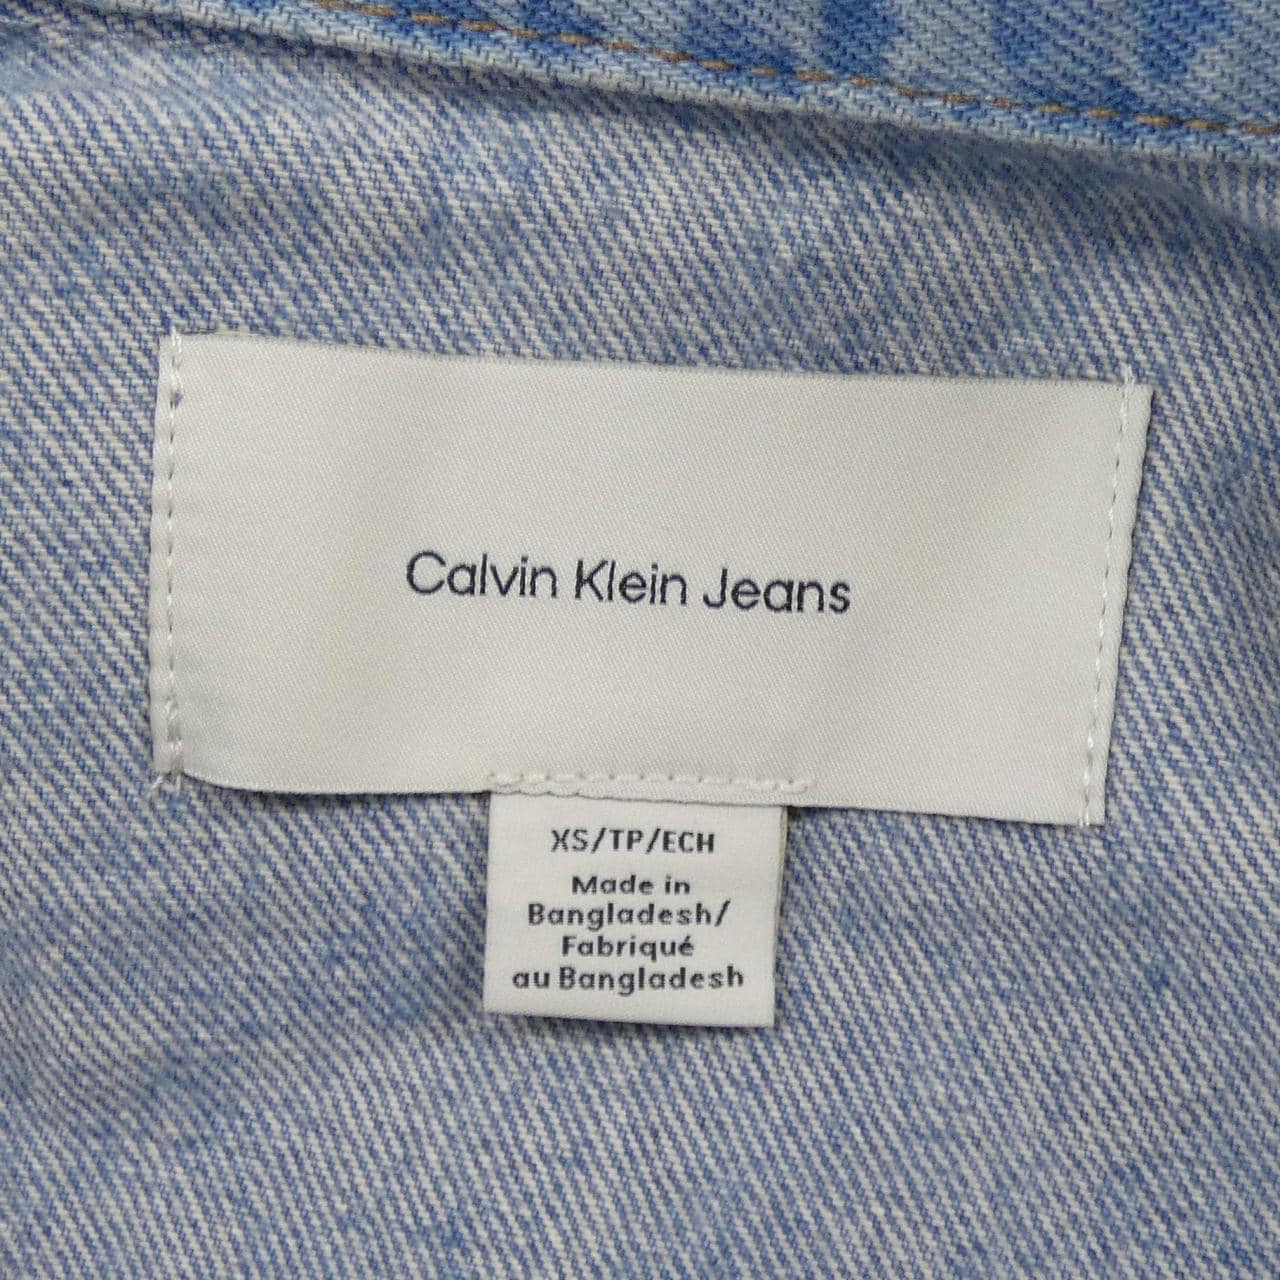 Calvin Klein Jeans
XS/TP/ECH
Made in
Bangladesh/
Fabriqué
au Bangladesh